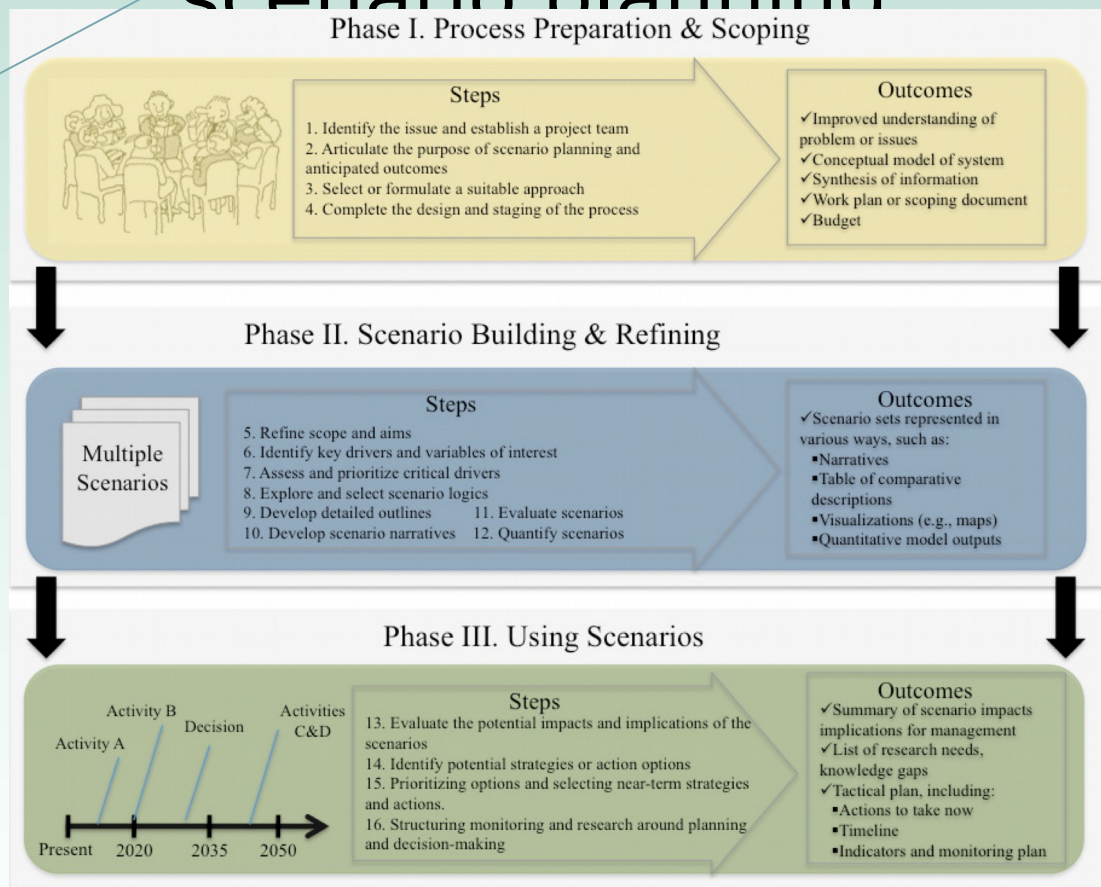 scenario planning
Phase I. Process Preparation & Scoping
Steps
1. Identify the issue and establish a project team
2. Articulate the purpose of scenario planning and
anticipated outcomes
3. Select or formulate a suitable approach
4. Complete the design and staging of the process
Outcomes
✓Improved understanding of
problem or issues
✓Conceptual model of system
✓Synthesis of information
✓Work plan or scoping document
✓Budget
Phase II. Scenario Building & Refining
Multiple
Scenarios
Steps
5. Refine scope and aims
6. Identify key drivers and variables of interest
7. Assess and prioritize critical drivers
8. Explore and select scenario logics
9. Develop detailed outlines 11. Evaluate scenarios
10. Develop scenario narratives 12. Quantify scenarios
Outcomes
✓Scenario sets represented in
various ways, such as:
▪Narratives
▪Table of comparative
descriptions
▪Visualizations (e.g., maps)
▪Quantitative model outputs
Phase III. Using Scenarios
Activity A
Activity B
Decision
Activities
C&D
Present 2020 2035 2050
Steps
13. Evaluate the potential impacts and implications of the
scenarios
14. Identify potential strategies or action options
15. Prioritizing options and selecting near-term strategies
and actions.
16. Structuring monitoring and research around planning
and decision-making
Outcomes
✓Summary of scenario impacts
implications for management
✓List of research needs,
knowledge gaps
✓Tactical plan, including:
▪Actions to take now
▪Timeline
▪Indicators and monitoring plan